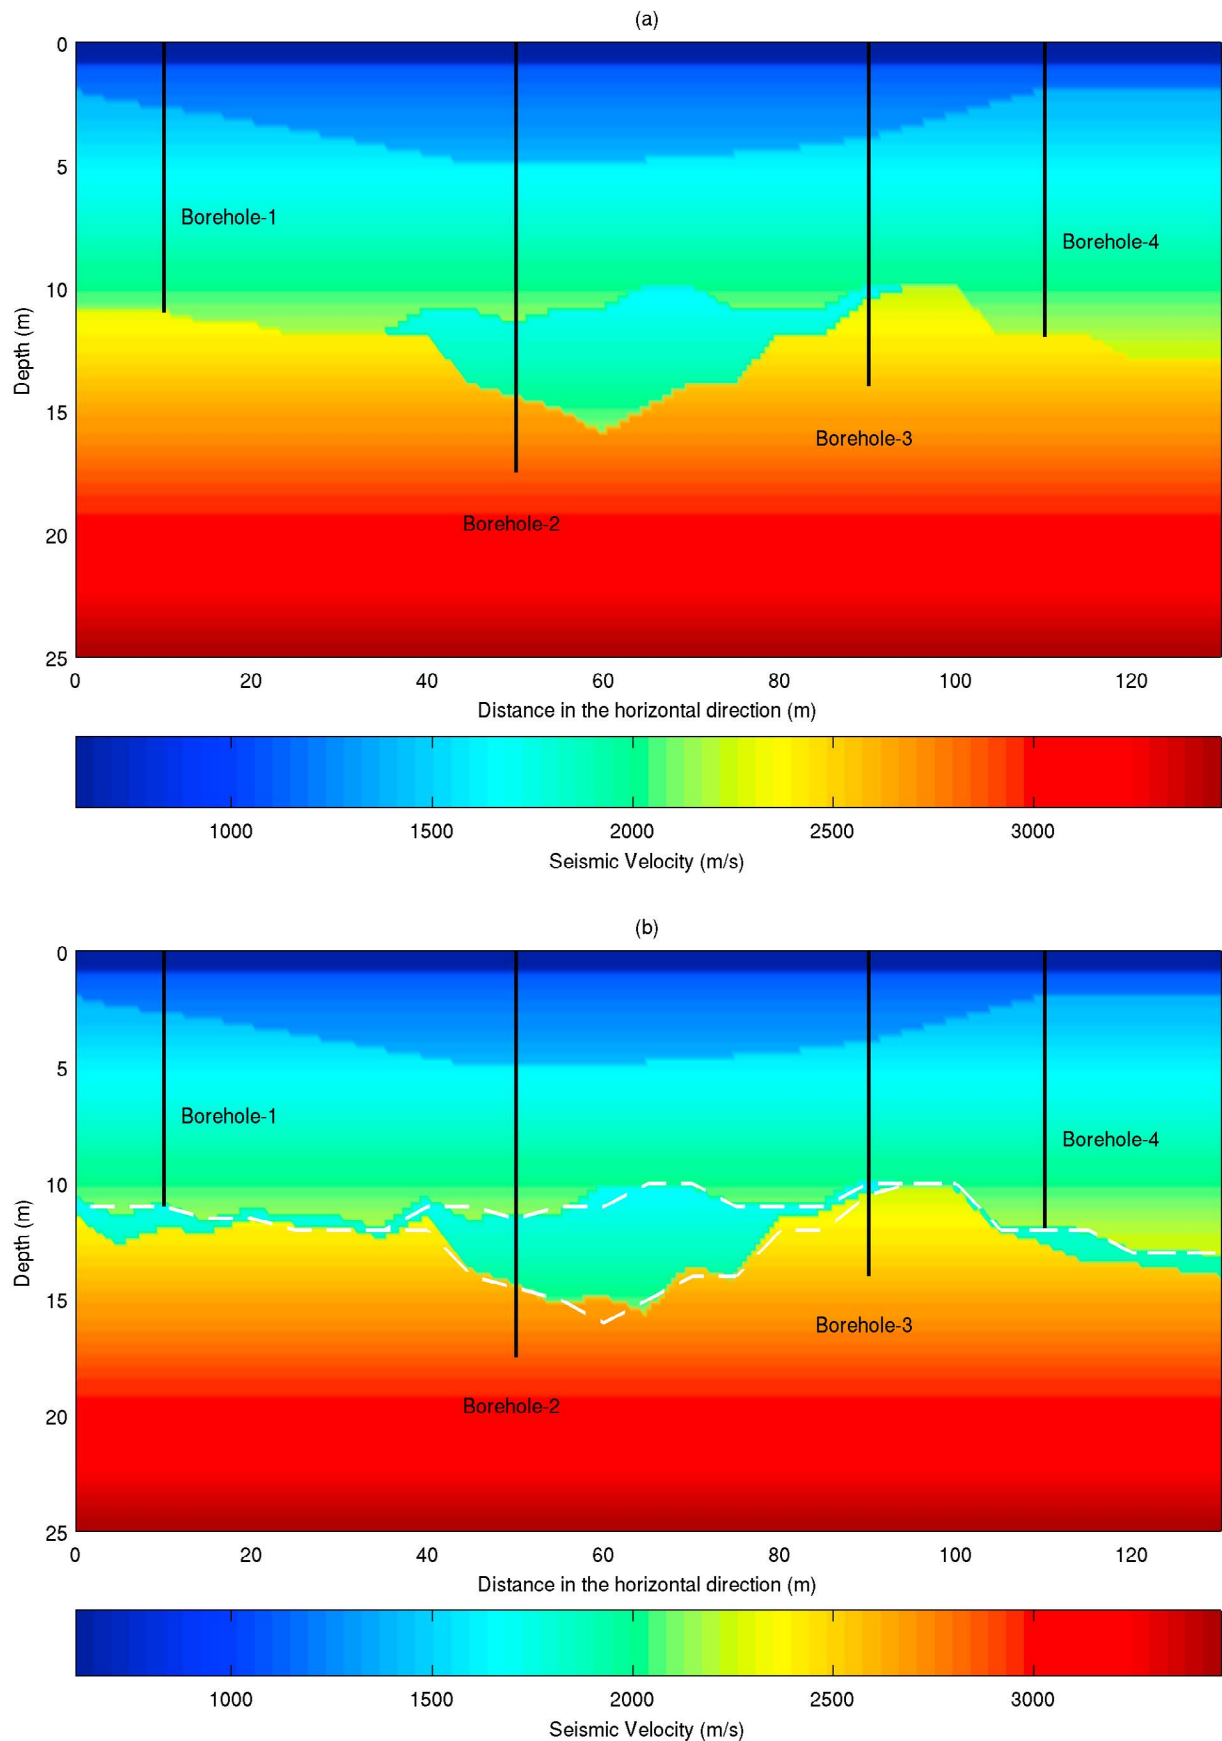 (a)
0
5
10
15
20
25
Depth (m)
Borehole-1
Borehole-4
Borehole-3
Borehole-2
0 20 40 60 80 100 120
Distance in the horizontal direction (m)
1000 1500 2000 2500 3000
Seismic Velocity (m/s)
(b)
0
5
10
15
20
25
Depth (m)
Borehole-1
Borehole-4
Borehole-3
Borehole-2
0 20 40 60 80 100 120
Distance in the horizontal direction (m)
1000 1500 2000 2500 3000
Seismic Velocity (m/s)